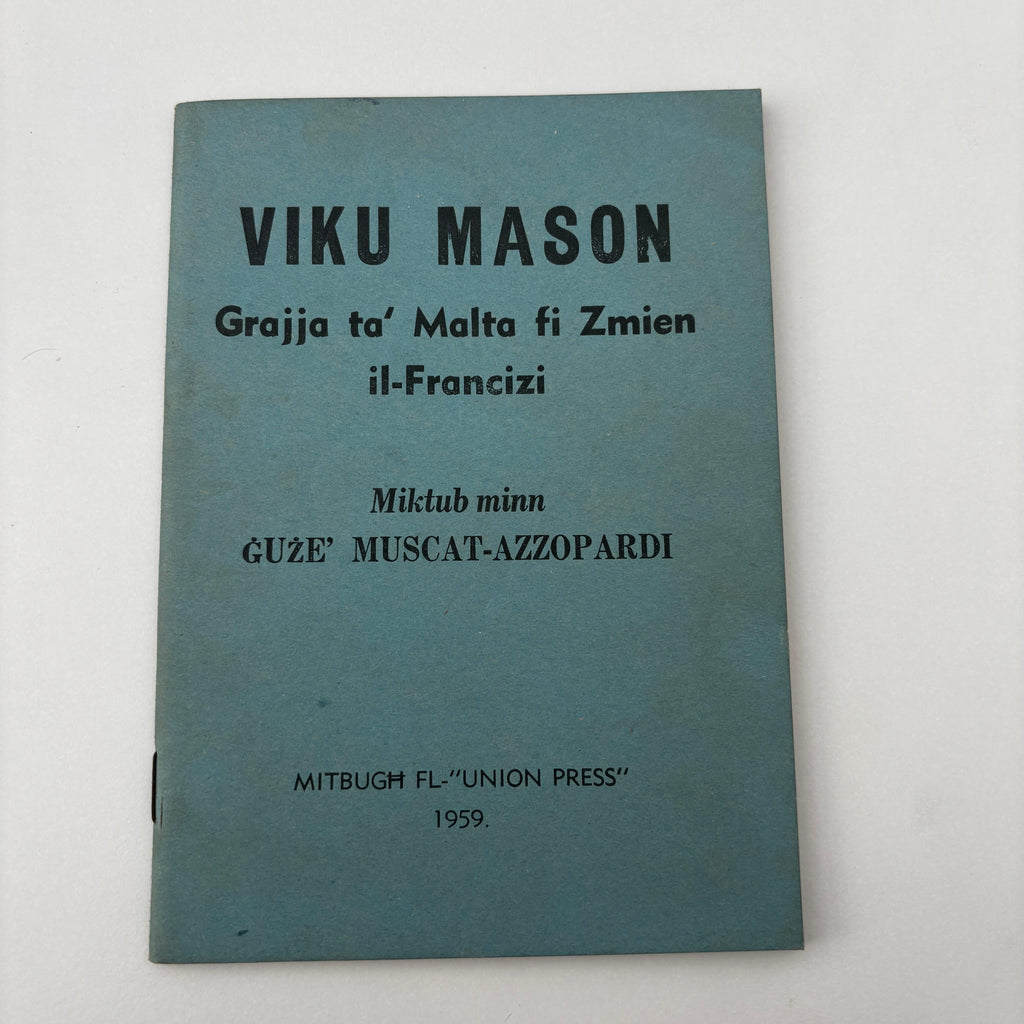 VIKU MASON
Grajja ta' Malta fi Zmien
il-Francizi
Miktub minn
ĠUŻE' MUSCAT-AZZOPARDI
MITBUGĦ FL-"UNION PRESS"
1959.